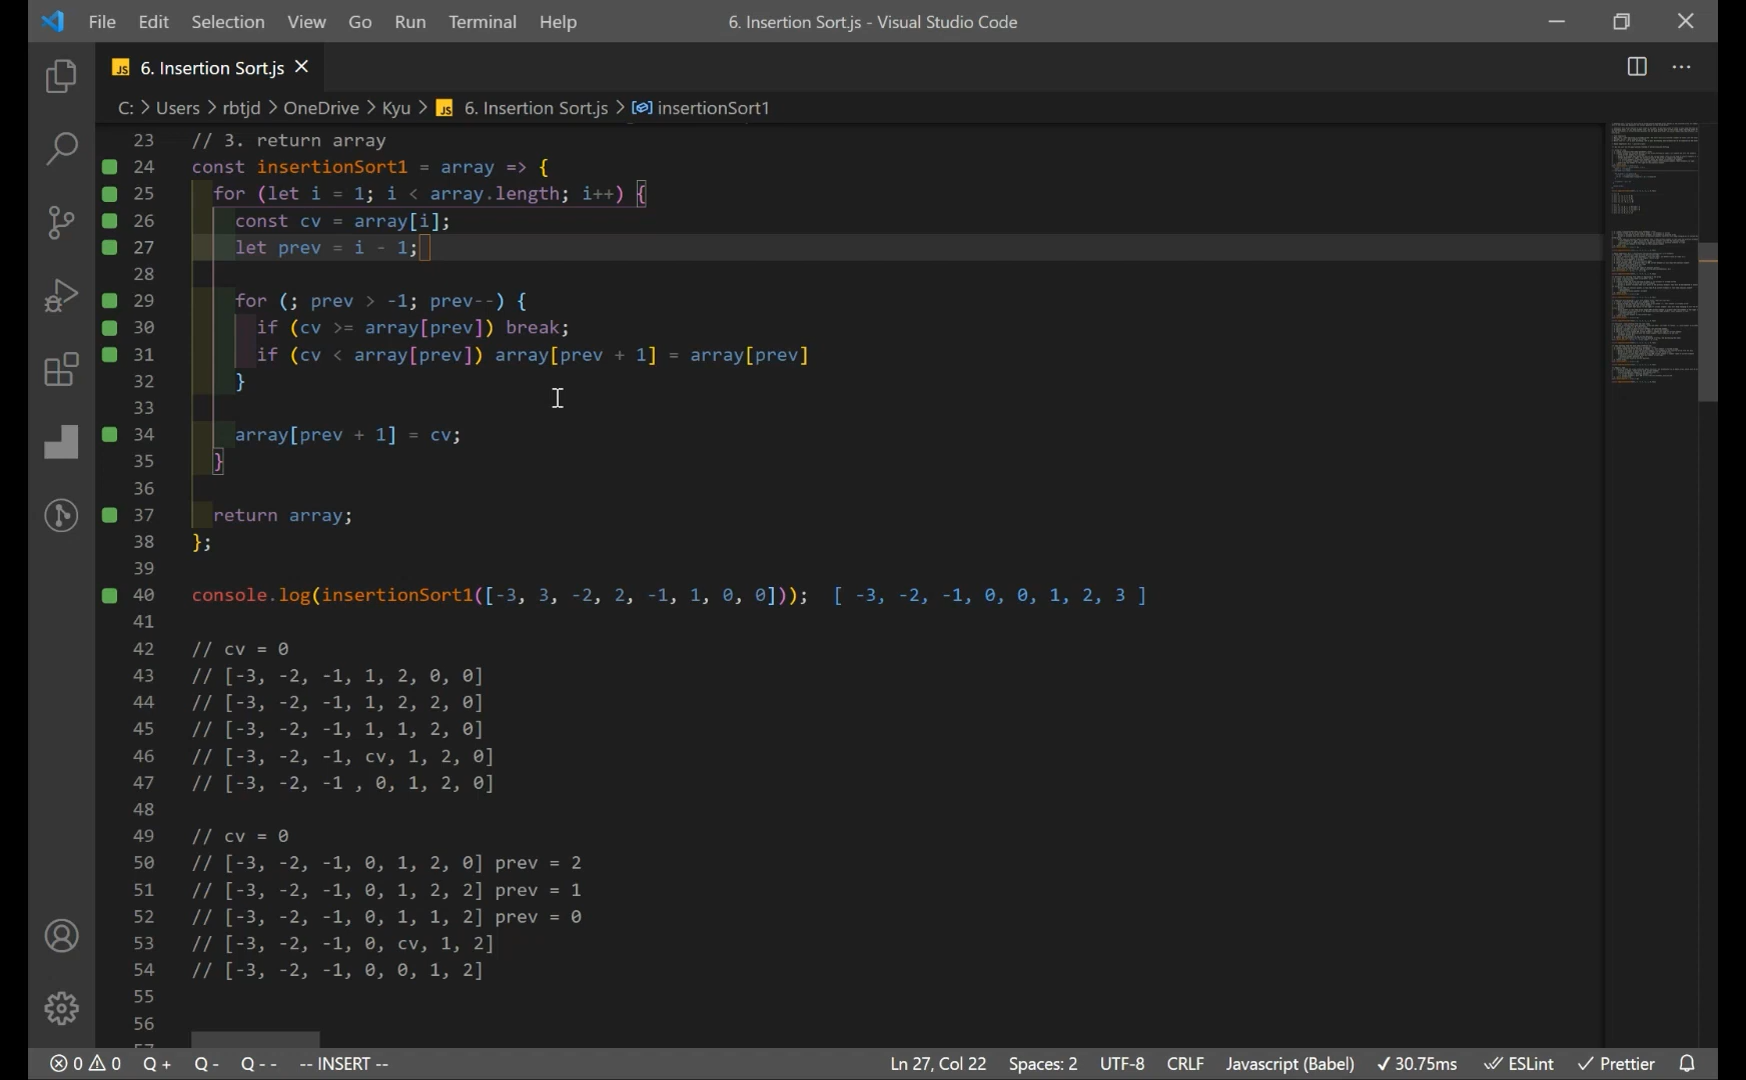 File Edit Selection View Go Run Terminal Help 6. Insertion Sort.js - Visual Studio Code
JS 6. Insertion Sort.js
C: > Users > rbtjd > OneDrive > Kyu > JS 6. Insertion Sort.js > insertionSort1
23 // 3. return array
24 const insertionSort1 = array => {
25 for (let i = 1; i < array.length; i++) {
26 const cv = array[i];
27 let prev = i - 1;
28
29 for (; prev > -1; prev--) {
30 if (cv >= array[prev]) break;
31 if (cv < array[prev]) array[prev + 1] = array[prev]
32 }
33
34 array[prev + 1] = cv;
35 }
36
37 return array;
38 };
39
40 console.log(insertionSort1([-3, 3, -2, 2, -1, 1, 0, 0])); [ -3, -2, -1, 0, 0, 1, 2, 3 ]
41
42 // cv = 0
43 // [-3, -2, -1, 1, 2, 0, 0]
44 // [-3, -2, -1, 1, 2, 2, 0]
45 // [-3, -2, -1, 1, 1, 2, 0]
46 // [-3, -2, -1, cv, 1, 2, 0]
47 // [-3, -2, -1 , 0, 1, 2, 0]
48
49 // cv = 0
50 // [-3, -2, -1, 0, 1, 2, 0] prev = 2
51 // [-3, -2, -1, 0, 1, 2, 2] prev = 1
52 // [-3, -2, -1, 0, 1, 1, 2] prev = 0
53 // [-3, -2, -1, 0, cv, 1, 2]
54 // [-3, -2, -1, 0, 0, 1, 2]
55
56
0 0 Q + Q - Q - - -- INSERT -- Ln 27, Col 22 Spaces: 2 UTF-8 CRLF Javascript (Babel) 30.75ms ESLint Prettier